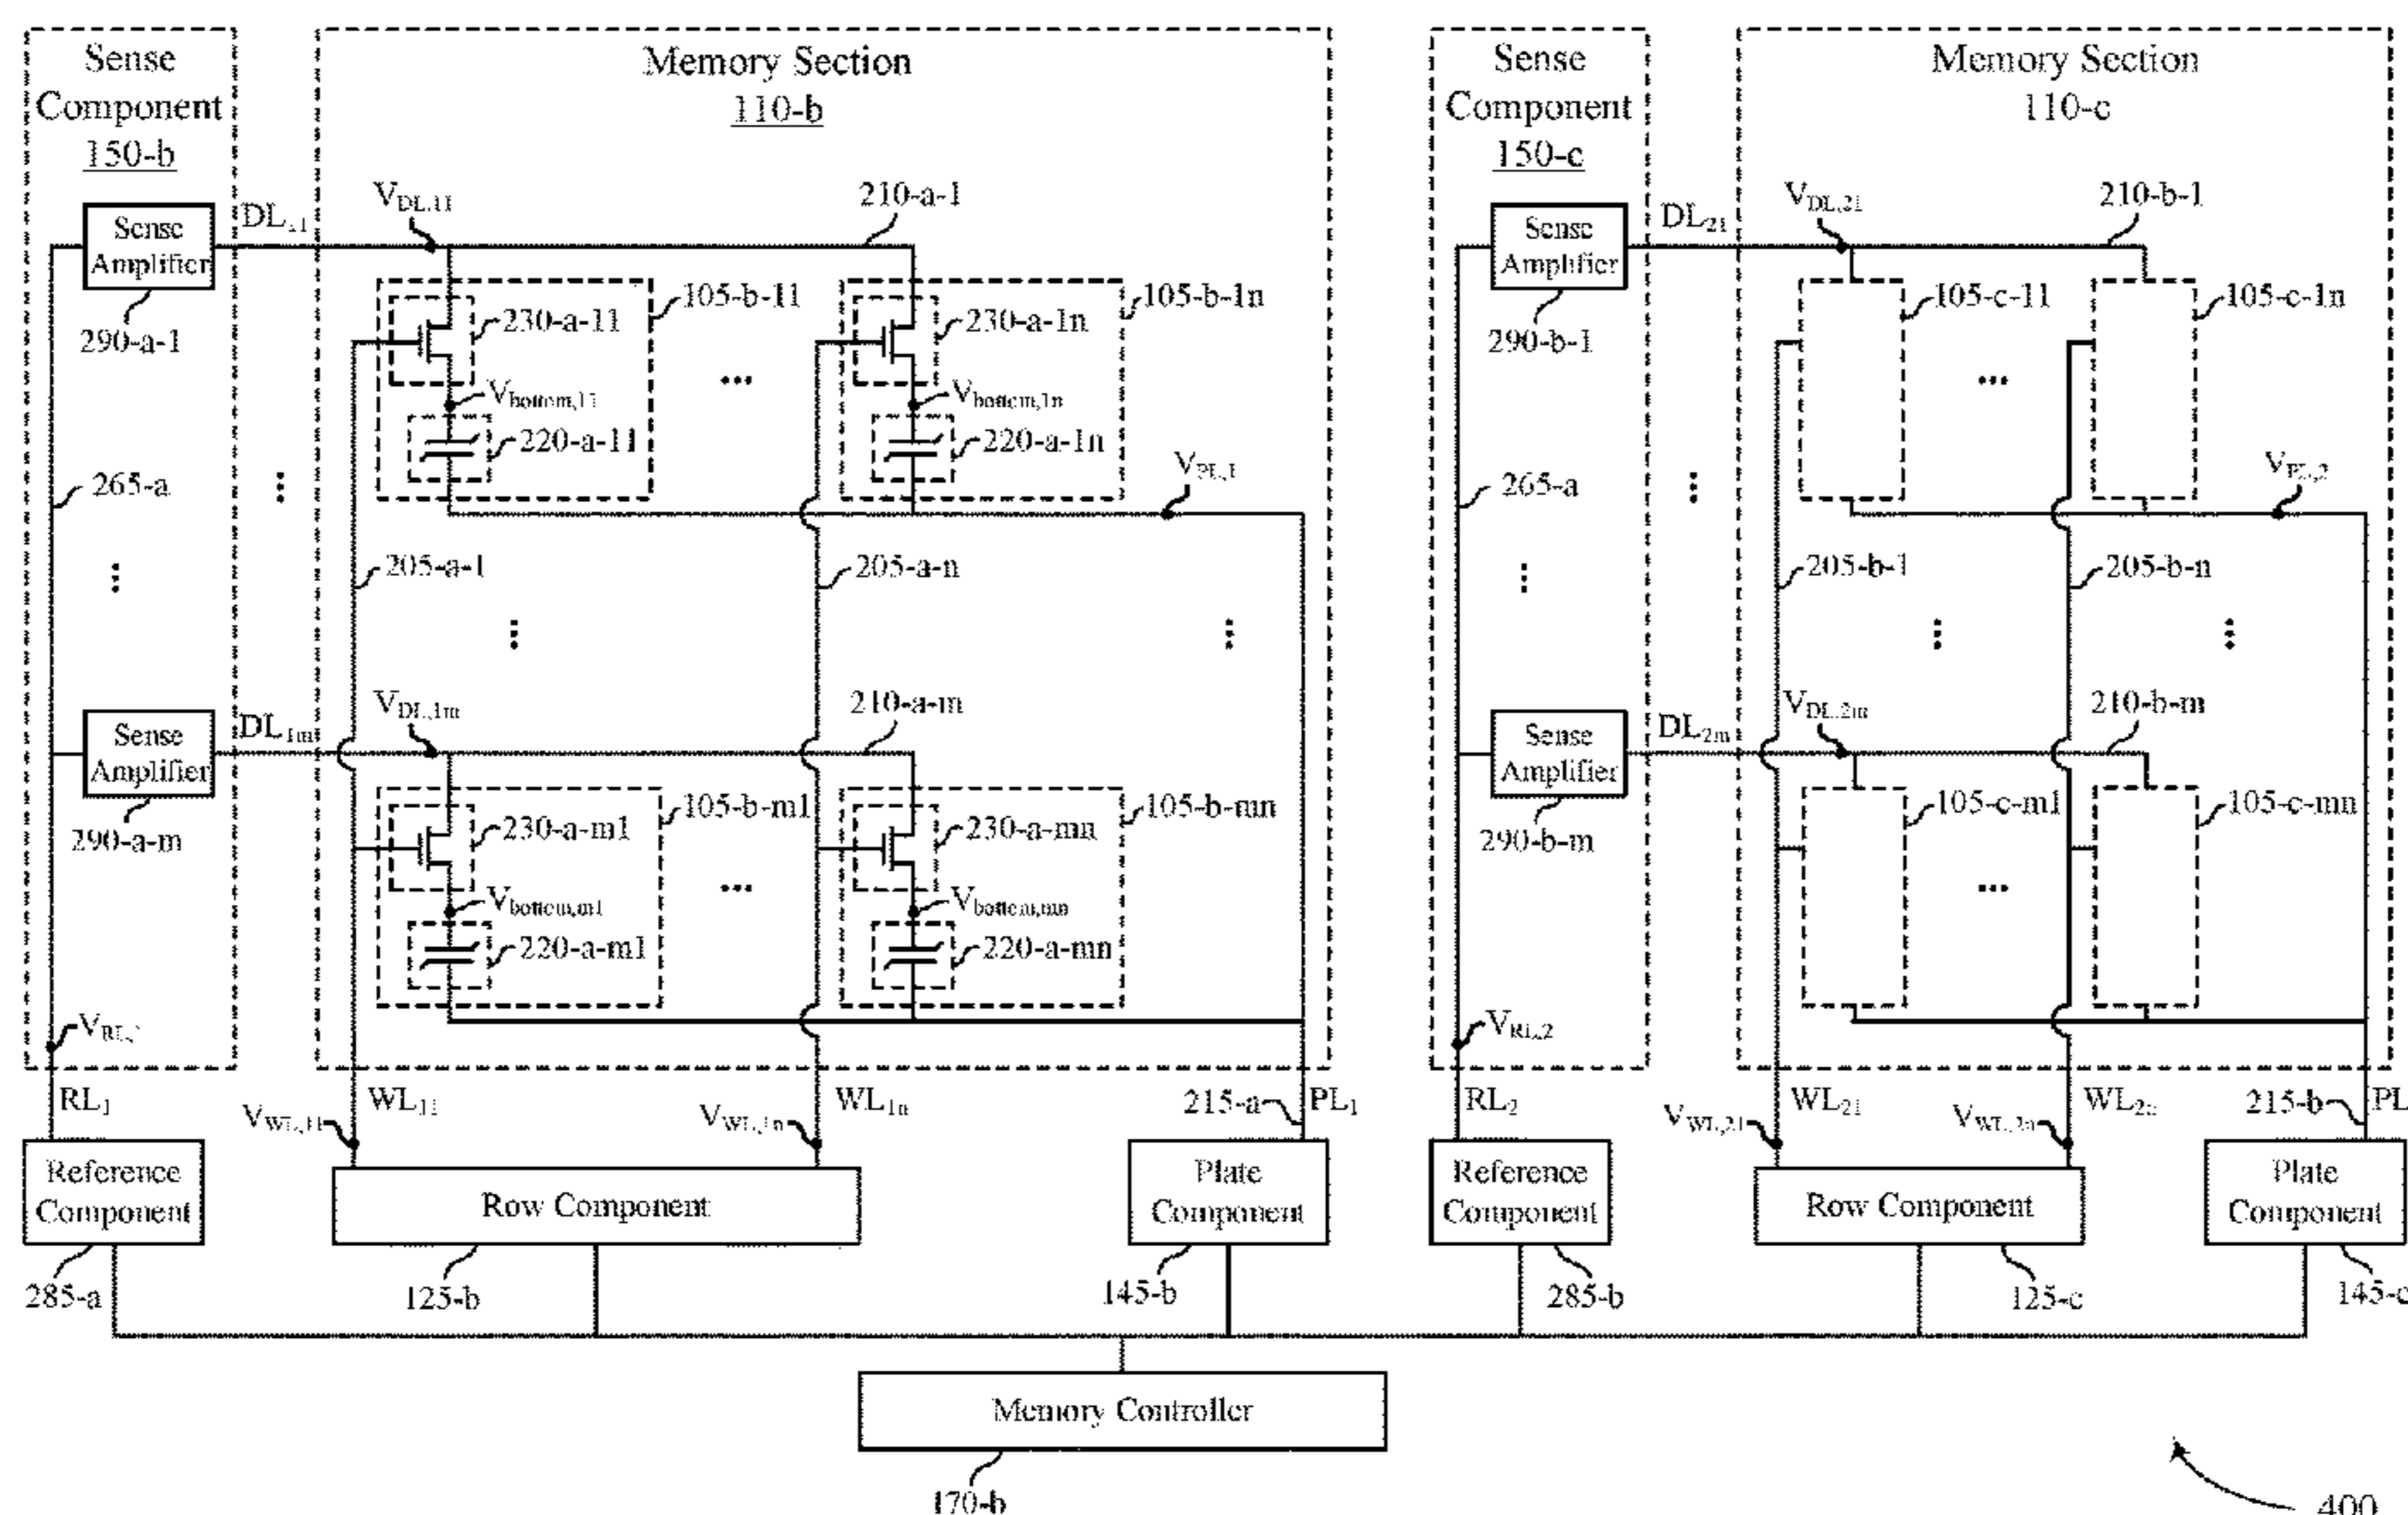 Sense
Component
150-b
Memory Section
110-b
Sense
Component
150-c
Memory Section
110-c
Sense
Amplifier
290-a-1
DL11
VDL,11
210-a-1
105-b-11
230-a-11
Vbottom,11
220-a-11
...
105-b-1n
230-a-1n
Vbottom,1n
220-a-1n
VPL,1
265-a
205-a-1
205-a-n
Sense
Amplifier
290-a-m
DL1m
VDL,1m
210-a-m
105-b-m1
230-a-m1
Vbottom,m1
220-a-m1
...
105-b-mn
230-a-mn
Vbottom,mn
220-a-mn
Sense
Amplifier
290-b-1
DL21
VDL,21
210-b-1
105-c-11
...
105-c-1n
VPL,2
265-a
205-b-1
205-b-n
Sense
Amplifier
290-b-m
DL2m
VDL,2m
210-b-m
105-c-m1
...
105-c-mn
RL1
VWL,11
WL11
VWL,1n
WL1n
215-a
PL1
VRL,2
RL2
VWL,21
WL21
VWL,2n
215-b
PL
Reference
Component
285-a
Row Component
125-b
Plate
Component
145-b
Reference
Component
285-b
Row Component
125-c
Plate
Component
145-c
Memory Controller
170-b
400